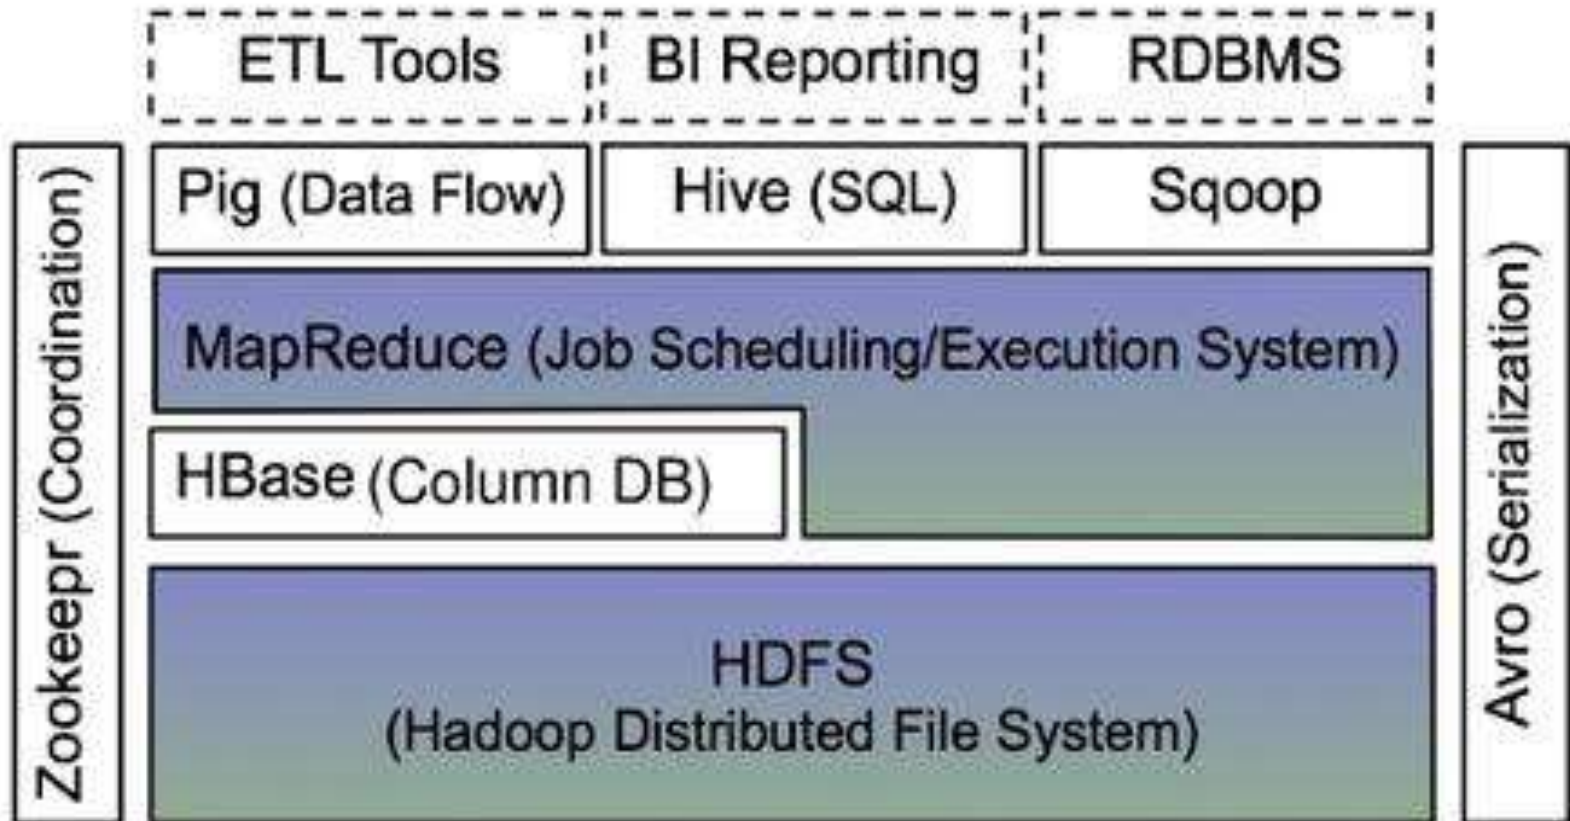 ETL Tools
BI Reporting
RDBMS
Zookeepr (Coordination)
Pig (Data Flow)
Hive (SQL)
Sqoop
Avro (Serialization)
MapReduce (Job Scheduling/Execution System)
HBase (Column DB)
HDFS
(Hadoop Distributed File System)